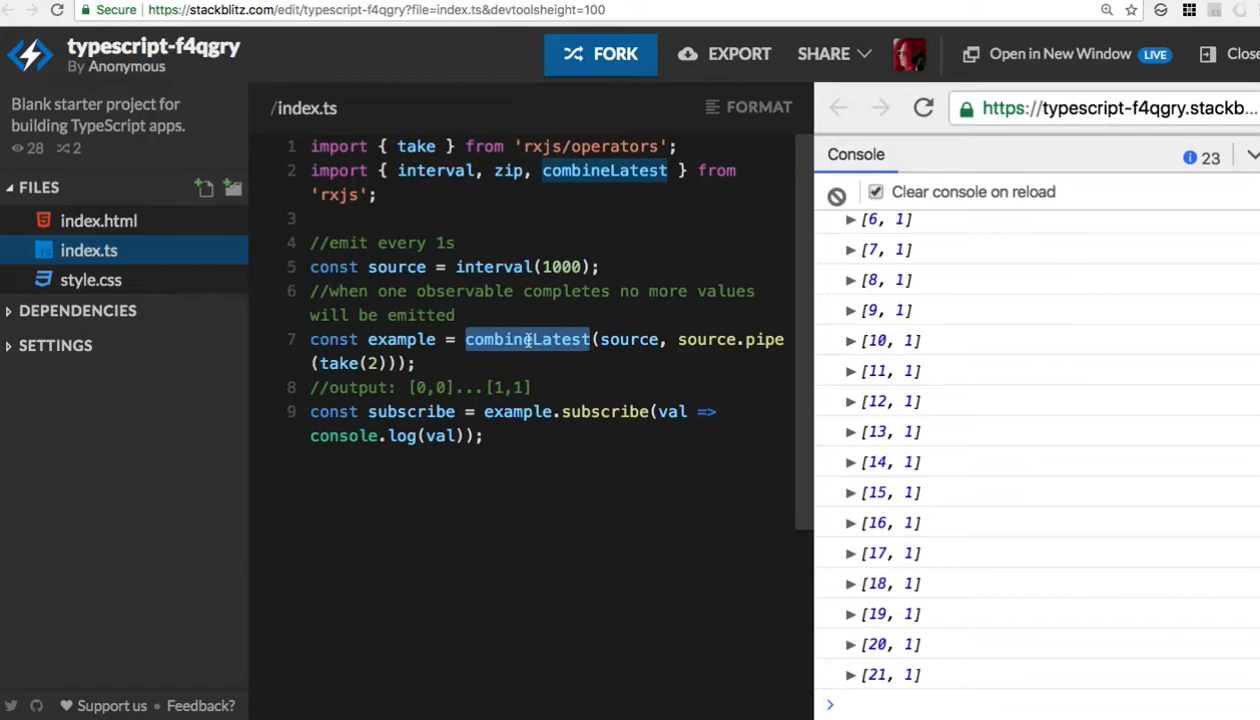 Secure https://stackblitz.com/edit/typescript-f4qgry?file=index.ts&devtoolsheight=100
typescript-f4qgry
By Anonymous
FORK
EXPORT
SHARE
Open in New Window LIVE
Close
Blank starter project for
building TypeScript apps.
28 2
FILES
index.html
index.ts
style.css
DEPENDENCIES
SETTINGS
Support us Feedback?
/index.ts
FORMAT
1 import { take } from 'rxjs/operators';
2 import { interval, zip, combineLatest } from
'rxjs';
3
4 //emit every 1s
5 const source = interval(1000);
6 //when one observable completes no more values
will be emitted
7 const example = combineLatest(source, source.pipe
(take(2)));
8 //output: [0,0]...[1,1]
9 const subscribe = example.subscribe(val =>
console.log(val));
https://typescript-f4qgry.stackb...
Console
23
Clear console on reload
[6, 1]
[7, 1]
[8, 1]
[9, 1]
[10, 1]
[11, 1]
[12, 1]
[13, 1]
[14, 1]
[15, 1]
[16, 1]
[17, 1]
[18, 1]
[19, 1]
[20, 1]
[21, 1]